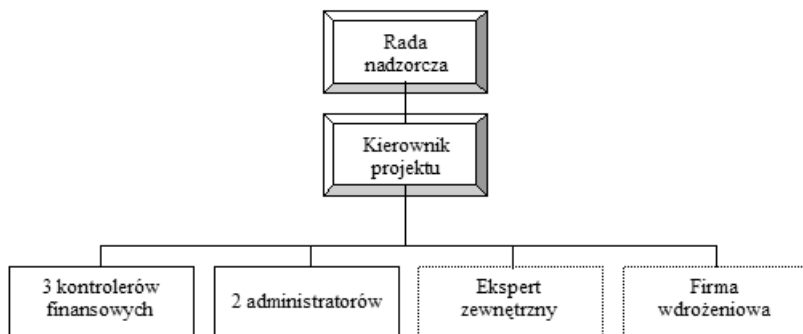 Rada
nadzorcza
Kierownik
projektu
3 kontrolerów
finansowych
2 administratorów
Ekspert
zewnętrzny
Firma
wdrożeniowa